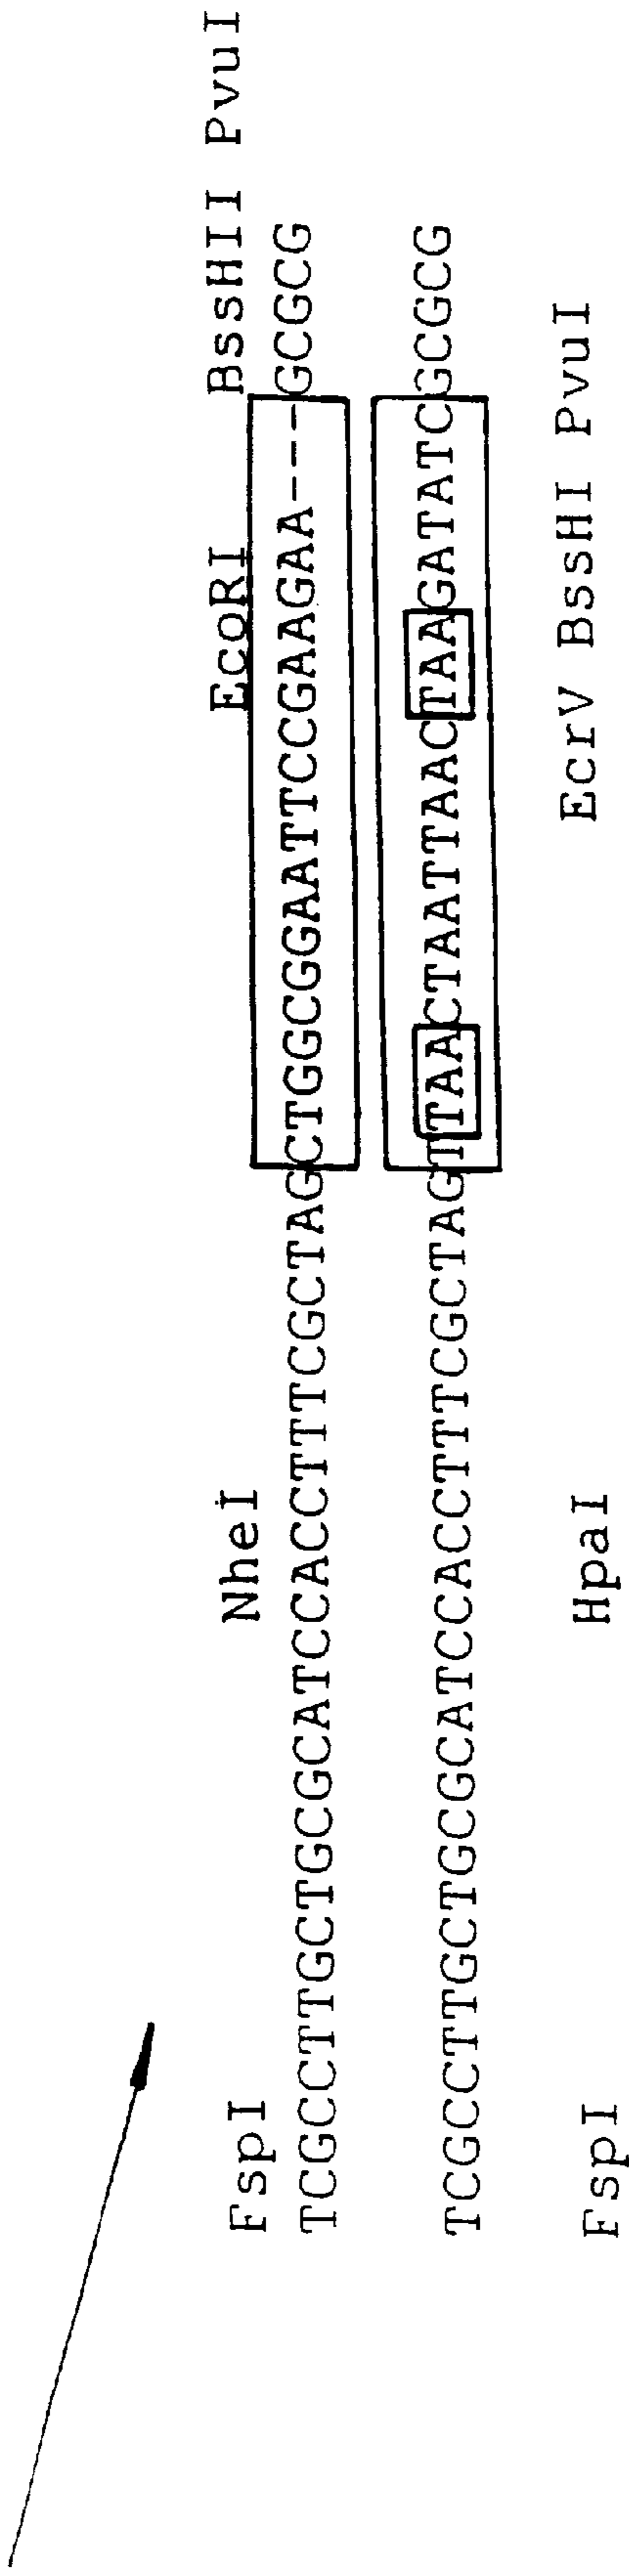 FspI NheI EcoRI BssHII PvuI
TCGCCTTGCTGCGCATCCACCTTTCGCTAGCTGGCGGAATTCCGAAGAA---GCGCG
TCGCCTTGCTGCGCATCCACCTTTCGCTAGTTAACTAATTAACTAAGATATCGCGCG
FspI HpaI EcrV BssHI PvuI